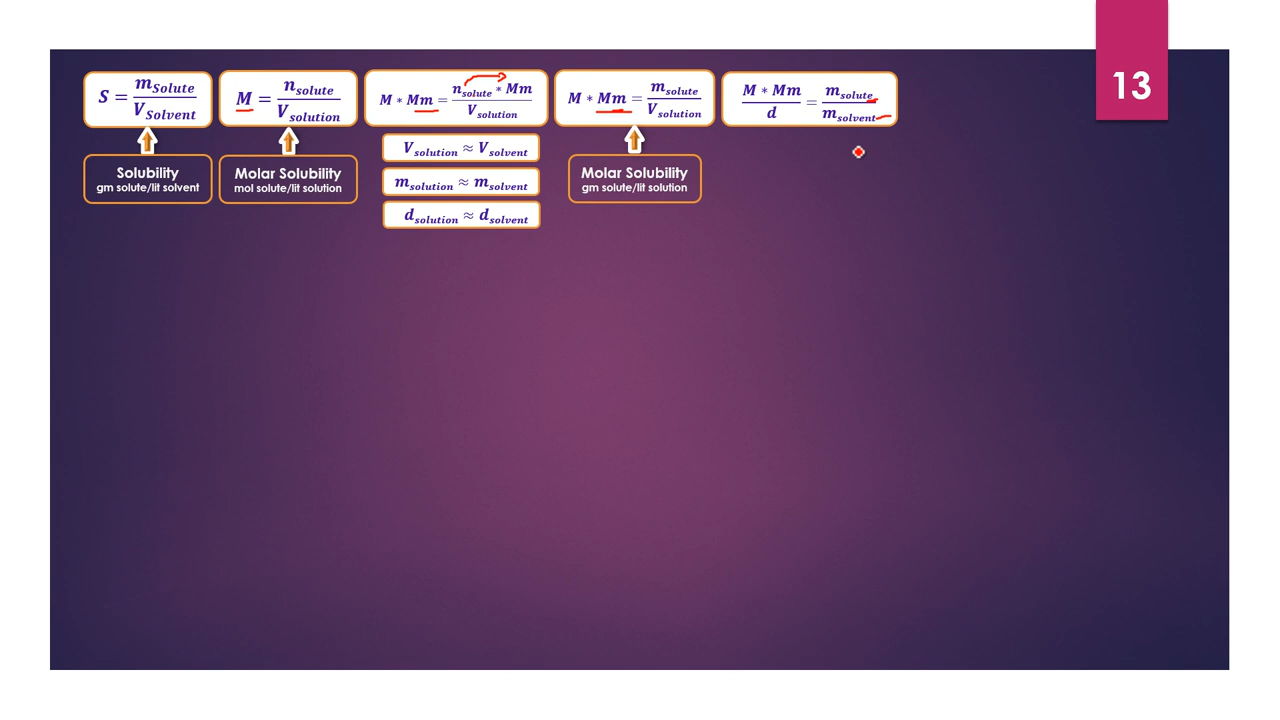 13
S = m_Solute / V_Solvent
M = n_solute / V_solution
M * Mm = n_solute * Mm / V_solution
M * Mm = m_solute / V_solution
M * Mm / d = m_solute / m_solvent
V_solution ≈ V_solvent
m_solution ≈ m_solvent
d_solution ≈ d_solvent
Solubility
gm solute/lit solvent
Molar Solubility
mol solute/lit solution
Molar Solubility
gm solute/lit solution